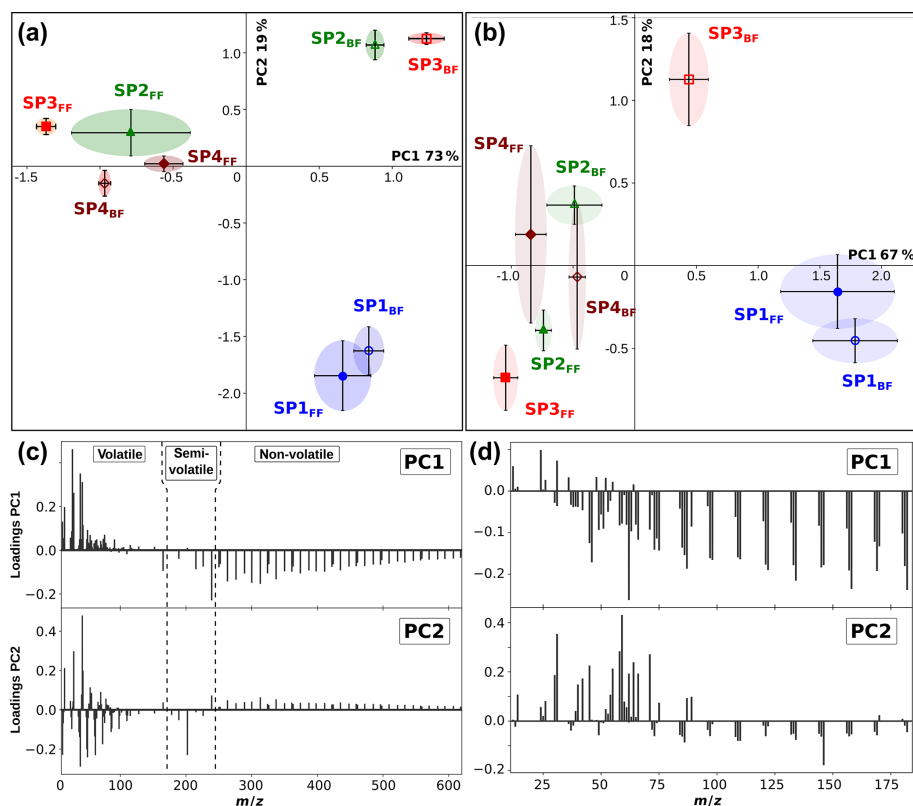 (a)
PC2 19 %
1.0
0.5
-1.5
-1.0
-0.5
0.5
1.0
-0.5
-1.0
-1.5
-2.0
PC1 73 %
SP2BF
SP3BF
SP2FF
SP3FF
SP4FF
SP4BF
SP1BF
SP1FF
(b)
PC2 18 %
1.5
1.0
0.5
-1.0
-0.5
0
0.5
1.0
1.5
2.0
-0.5
PC1 67 %
SP3BF
SP4FF
SP2BF
SP4BF
SP1FF
SP2FF
SP1BF
SP3FF
(c)
Volatile
Semi-
volatile
Non-volatile
PC1
Loadings PC1
0.2
0.0
-0.2
PC2
Loadings PC2
0.4
0.2
0.0
-0.2
0
100
200
300
400
500
600
m/z
(d)
PC1
0.0
-0.1
-0.2
PC2
0.4
0.2
0.0
-0.2
25
50
75
100
125
150
175
m/z